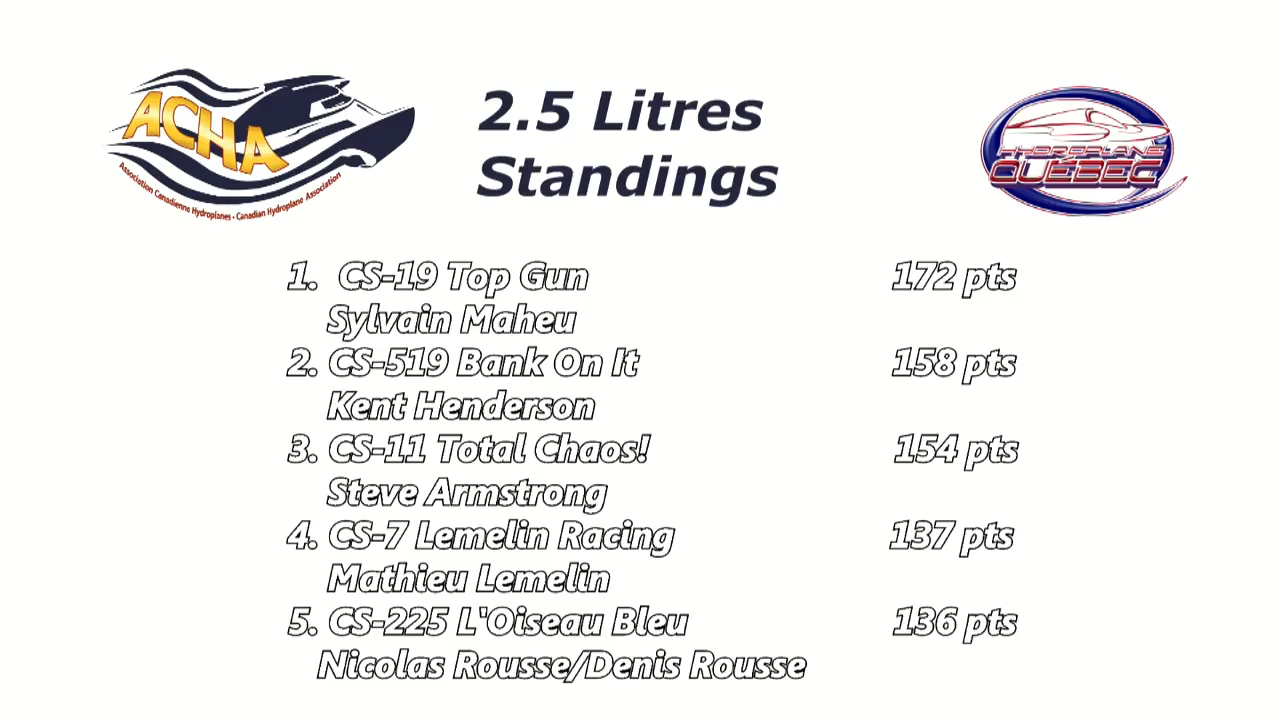 ACHA
Association Canadienne Hydroplanes • Canadian Hydroplane Association
2.5 Litres
Standings
HYDROPLANE
QUÉBEC
1. CS-19 Top Gun 172 pts
Sylvain Maheu
2. CS-519 Bank On It 158 pts
Kent Henderson
3. CS-11 Total Chaos! 154 pts
Steve Armstrong
4. CS-7 Lemelin Racing 137 pts
Mathieu Lemelin
5. CS-225 L'Oiseau Bleu 136 pts
Nicolas Rousse/Denis Rousse